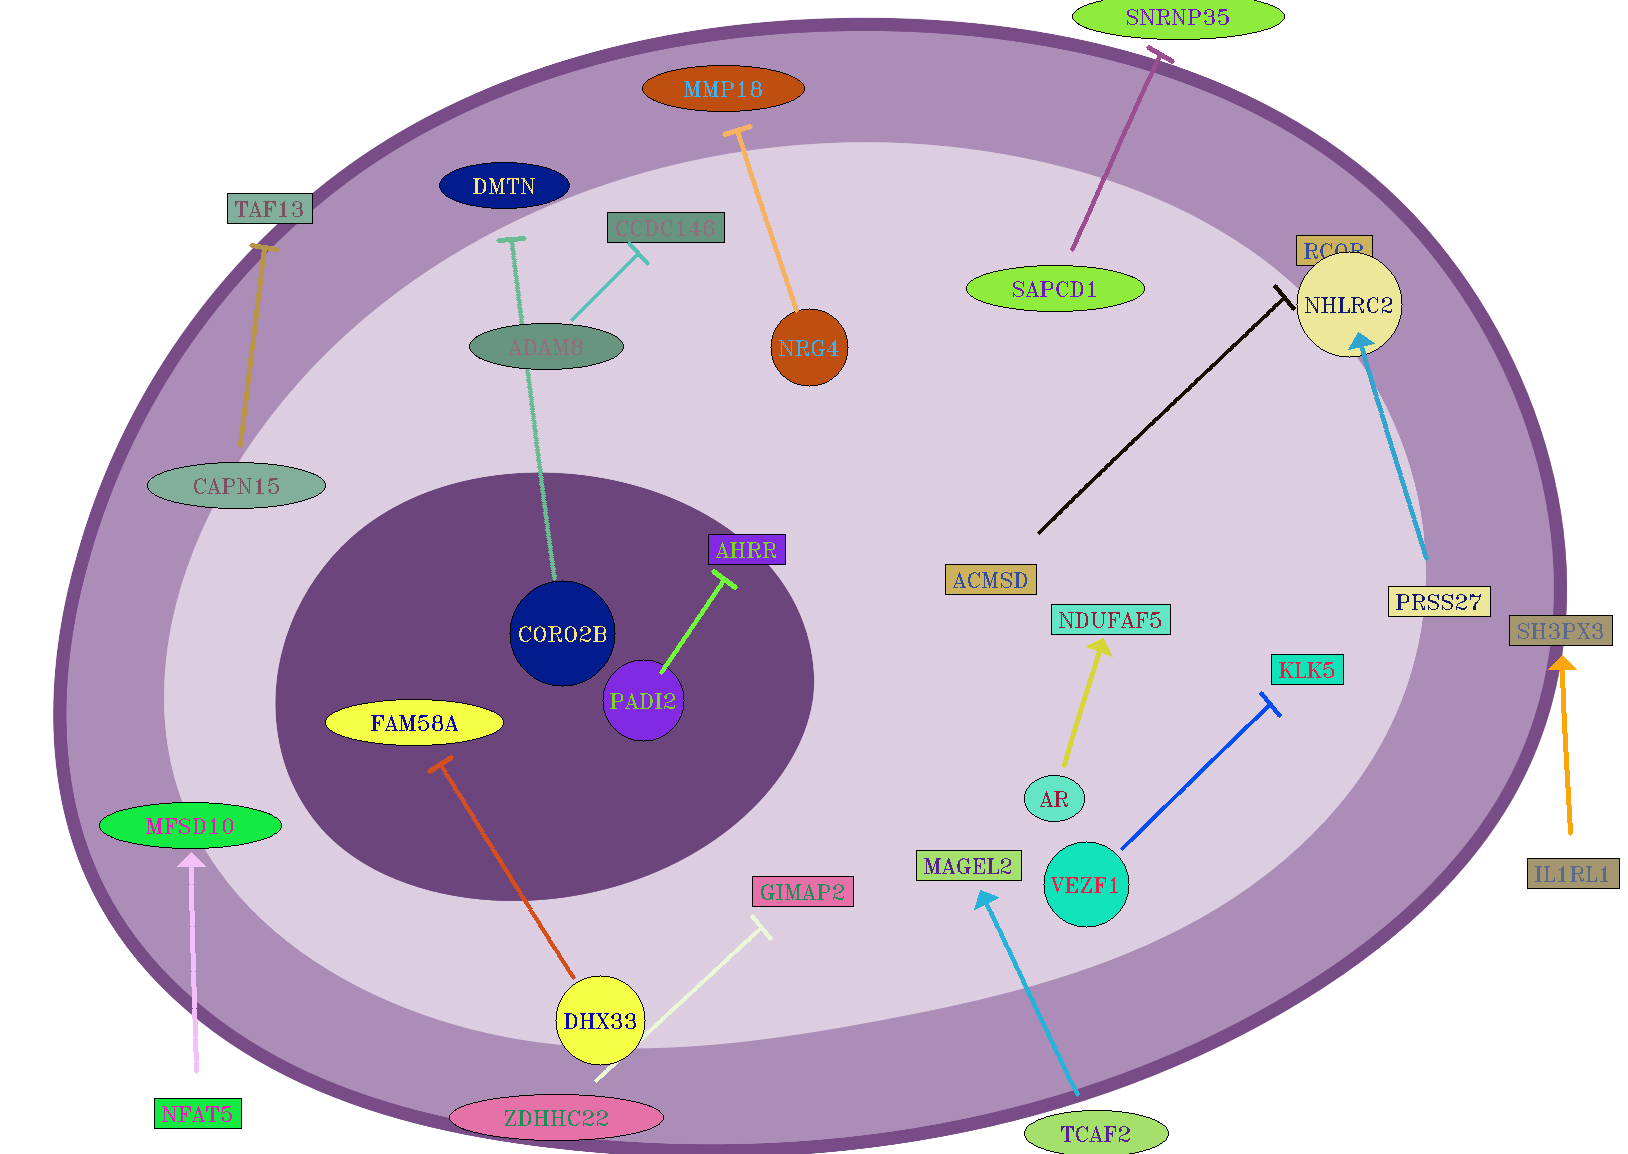 SNRNP35
MMP18
DMTN
TAF13
CCDC146
RCOR
SAPCD1
NHLRC2
ADAM8
NRG4
CAPN15
AHRR
ACMSD
PRSS27
NDUFAF5
SH3PX3
CORO2B
KLK5
PADI2
FAM58A
AR
MFSD10
MAGEL2
IL1RL1
VEZF1
GIMAP2
DHX33
NFAT5
ZDHHC22
TCAF2